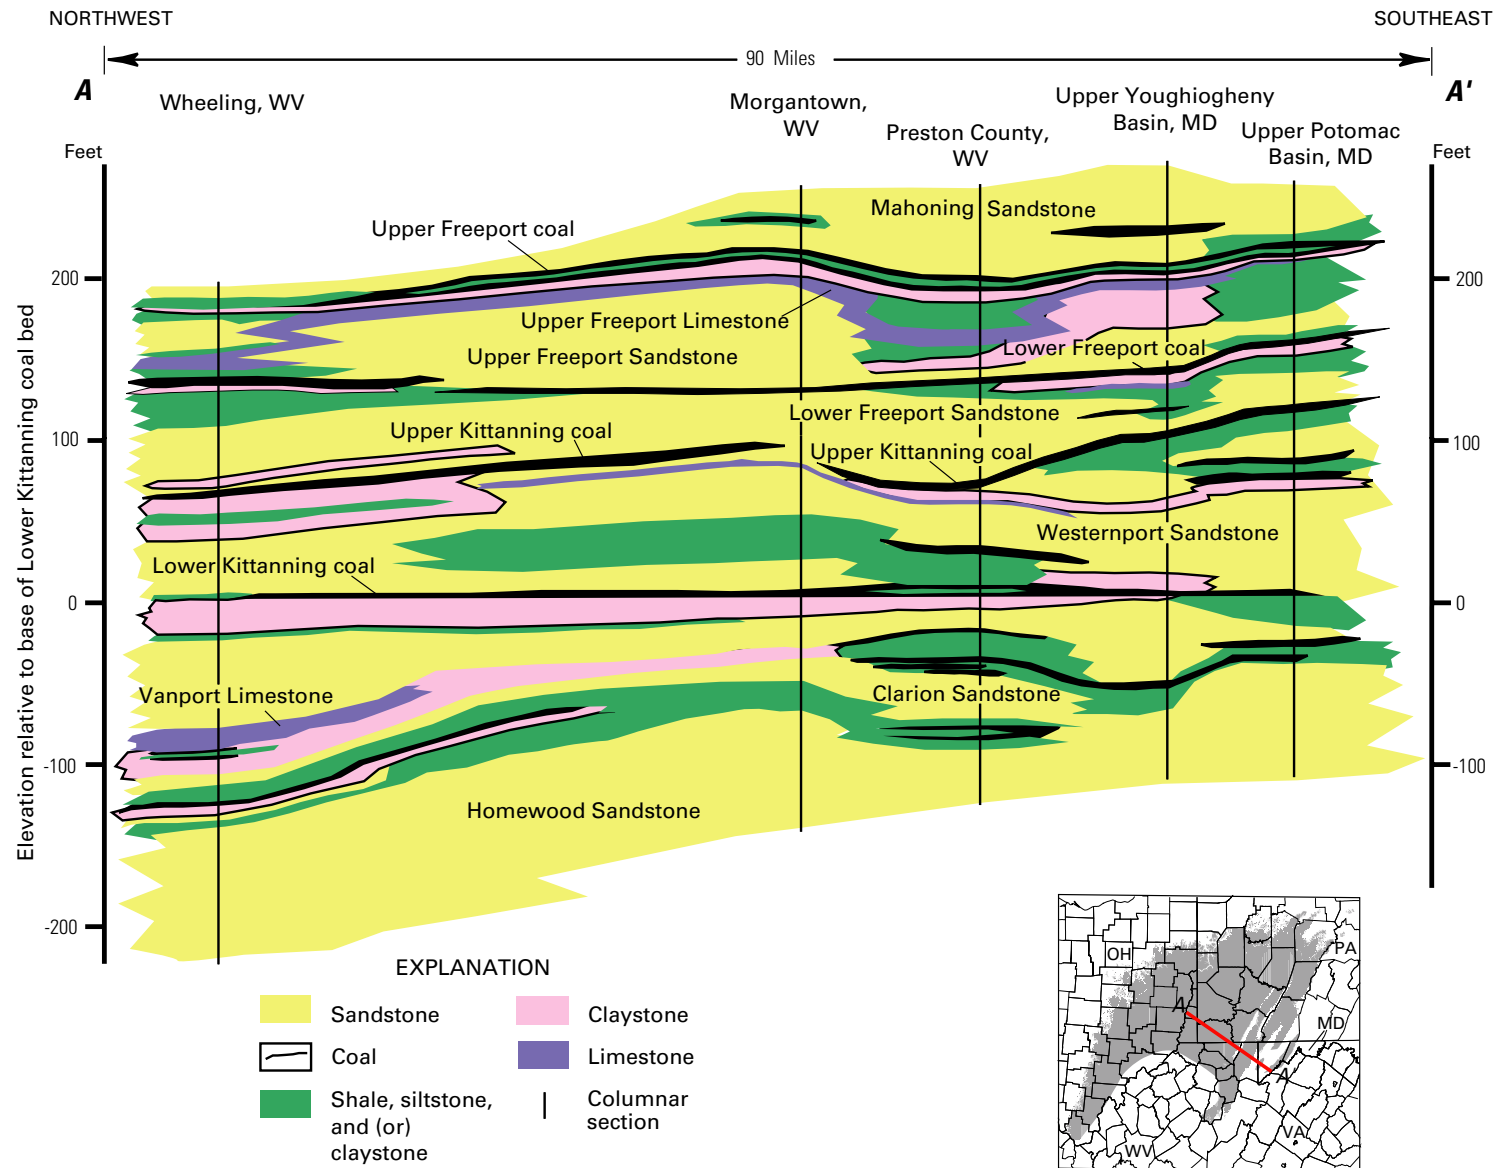 NORTHWEST
SOUTHEAST
90 Miles
A
A'
Wheeling, WV
Morgantown,
WV
Preston County,
WV
Upper Youghiogheny
Basin, MD
Upper Potomac
Basin, MD
Feet
Feet
Elevation relative to base of Lower Kittanning coal bed
200
100
0
-100
-200
200
100
0
-100
Mahoning Sandstone
Upper Freeport coal
Upper Freeport Limestone
Upper Freeport Sandstone
Lower Freeport coal
Lower Freeport Sandstone
Upper Kittanning coal
Upper Kittanning coal
Westernport Sandstone
Lower Kittanning coal
Vanport Limestone
Clarion Sandstone
Homewood Sandstone
EXPLANATION
Sandstone
Coal
Shale, siltstone,
and (or)
claystone
Claystone
Limestone
Columnar
section
OH
PA
A
MD
A'
VA
WV